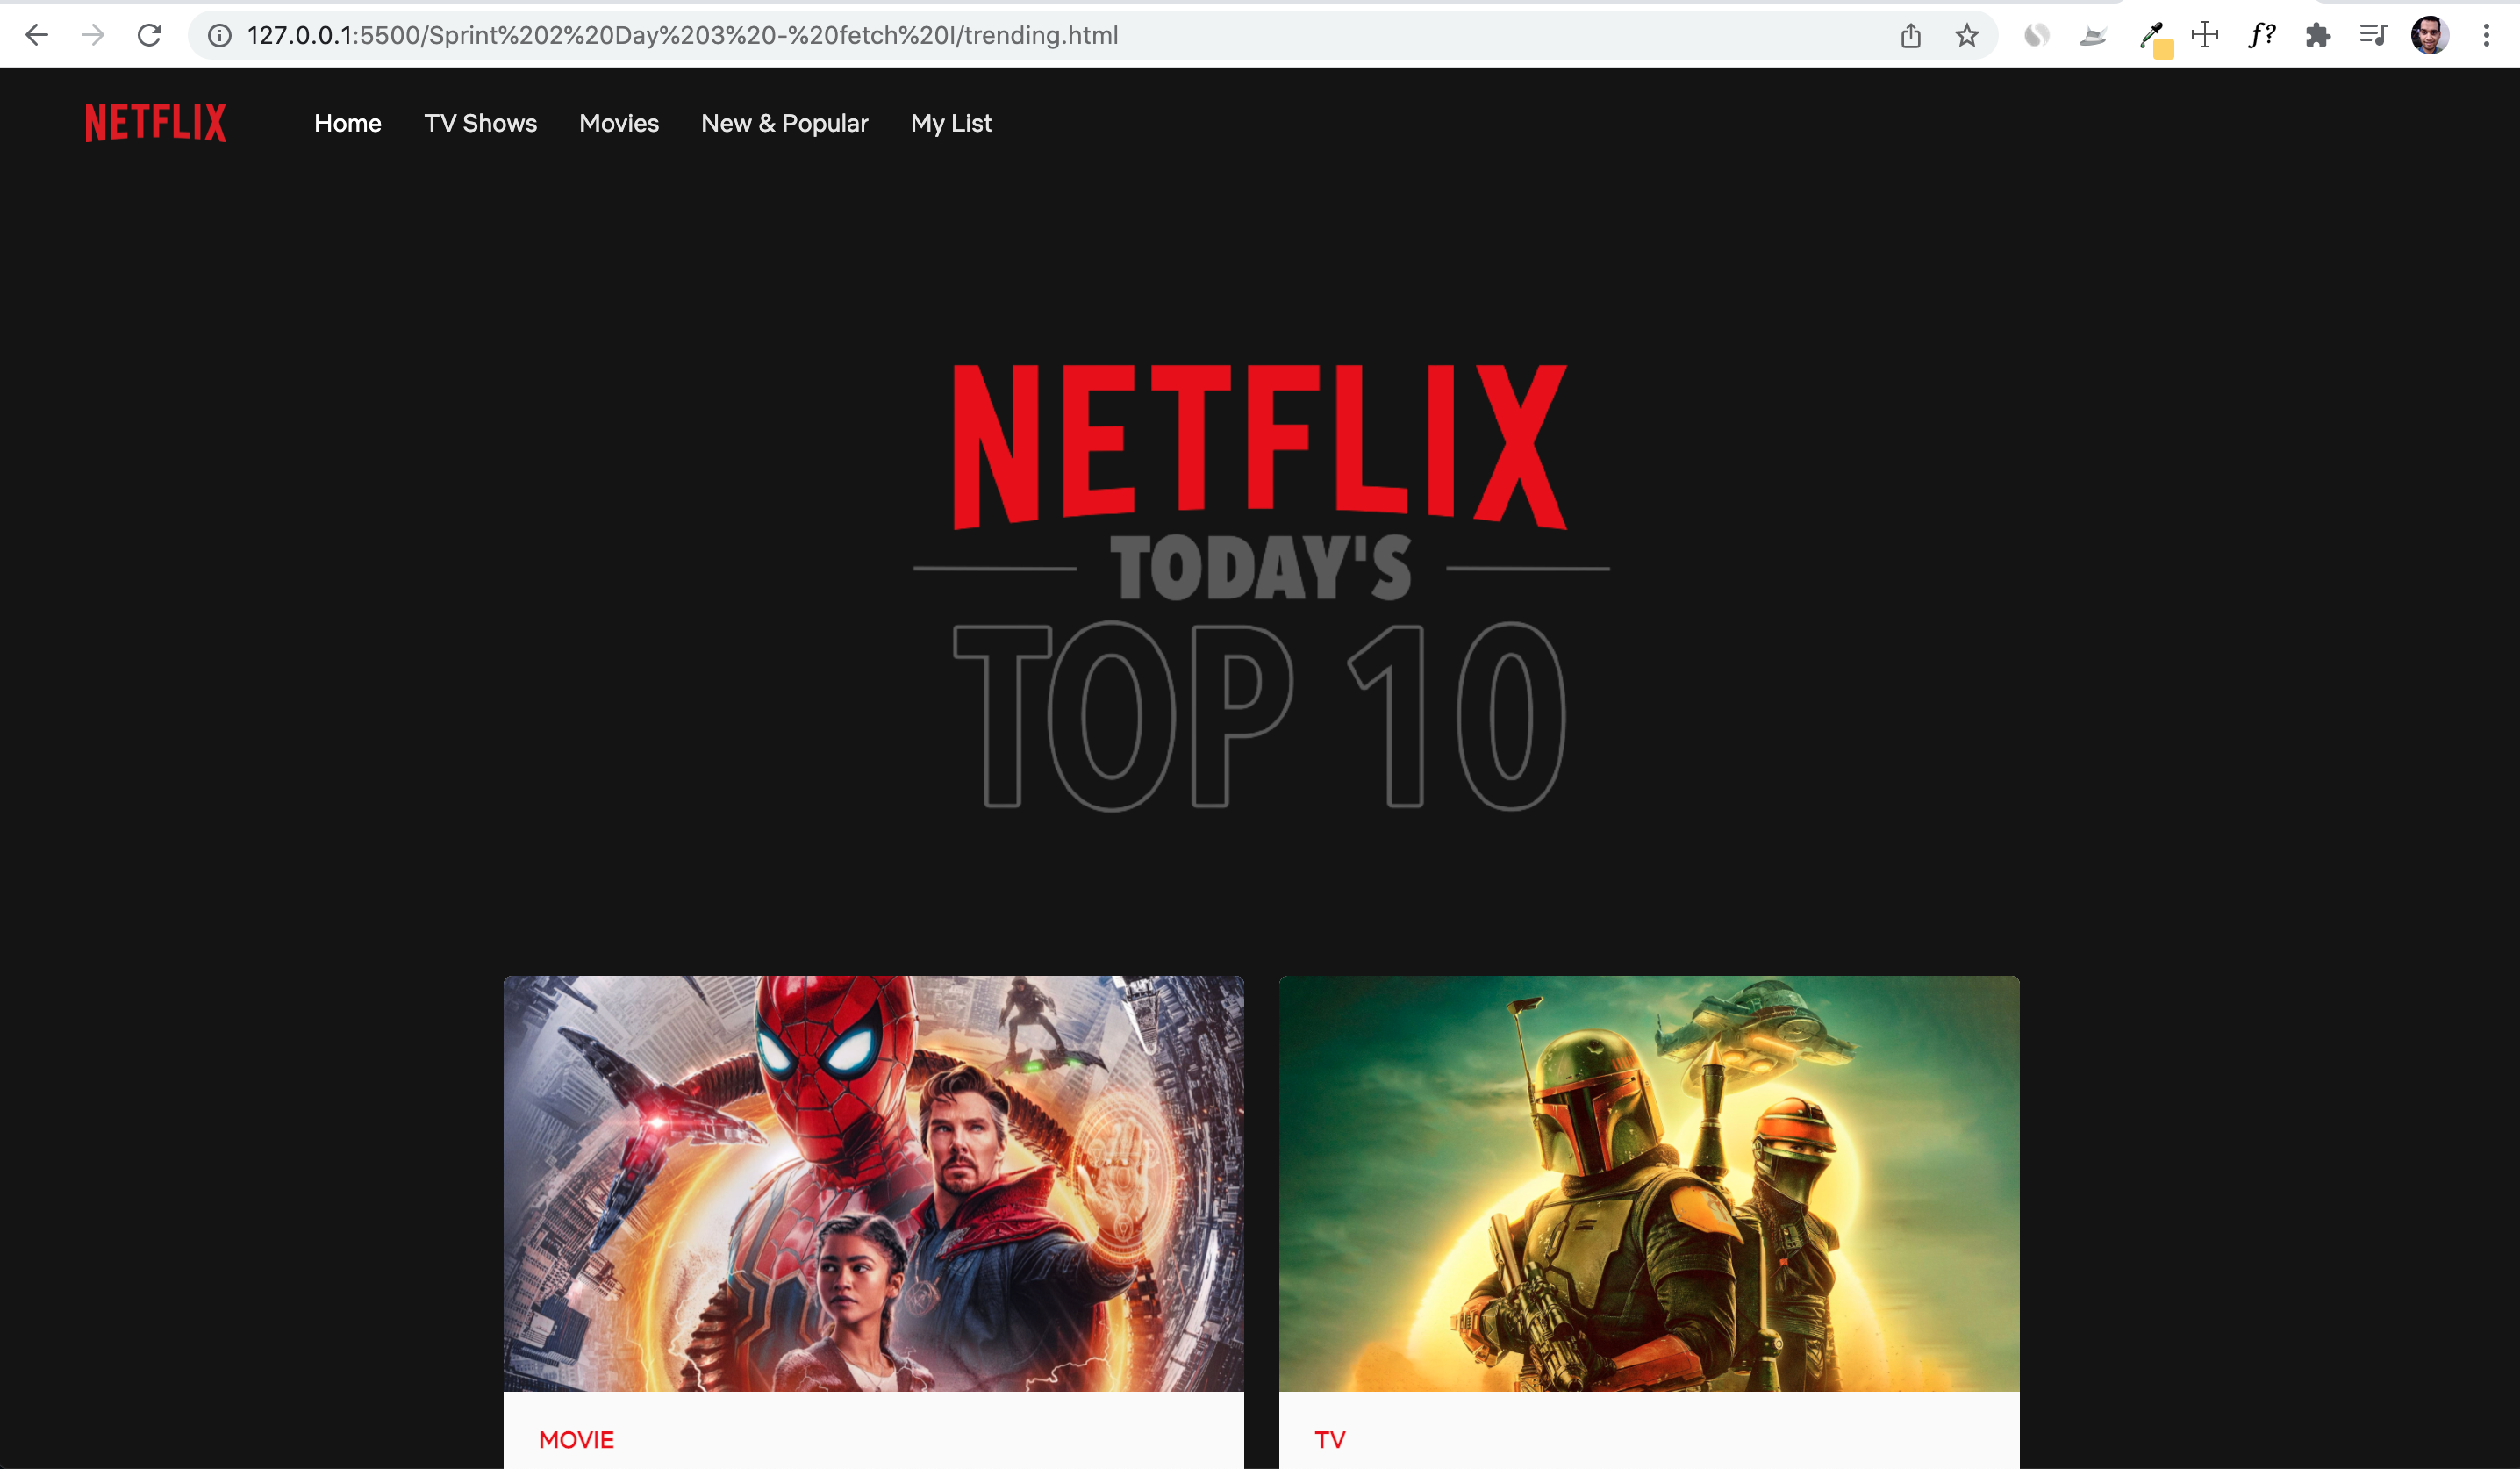 127.0.0.1:5500/Sprint%202%20Day%203%20-%20fetch%20I/trending.html
f?
NETFLIX Home TV Shows Movies New & Popular My List
NETFLIX
TODAY'S
TOP 10
MOVIE TV